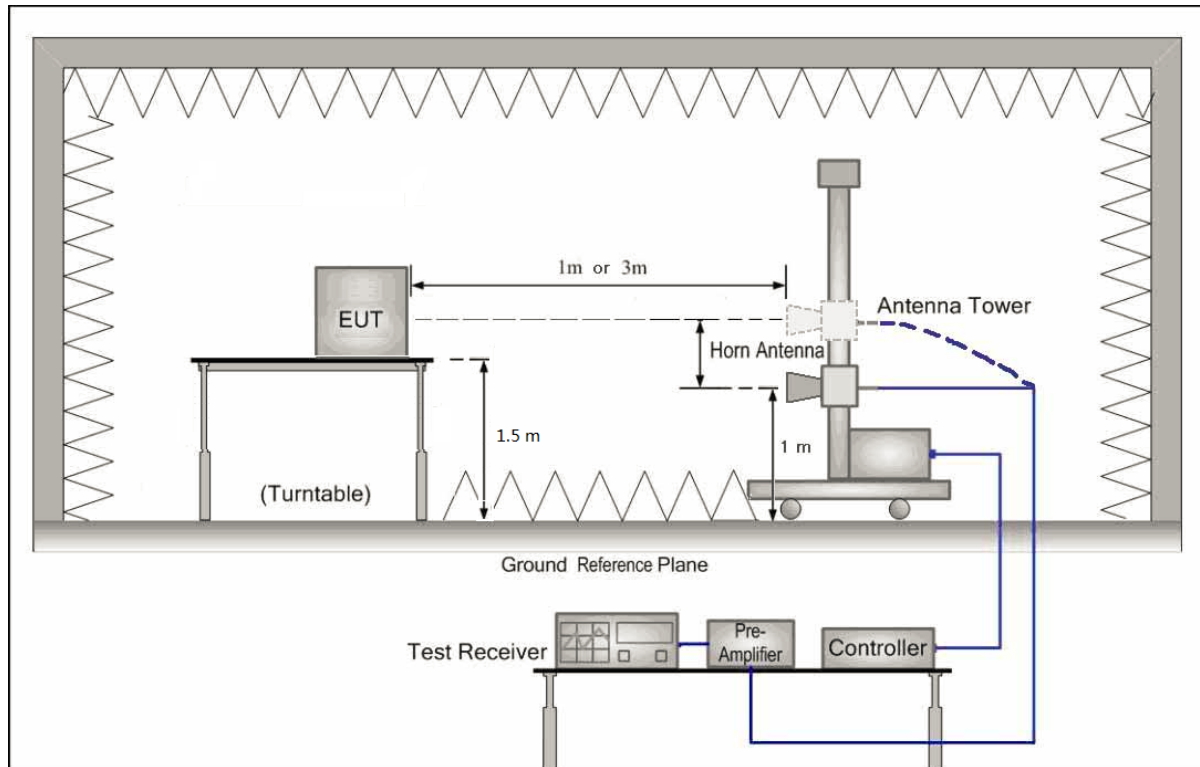 1m or 3m
EUT
Antenna Tower
Horn Antenna
1.5 m
1 m
(Turntable)
Ground Reference Plane
Test Receiver
Pre-
Amplifier
Controller